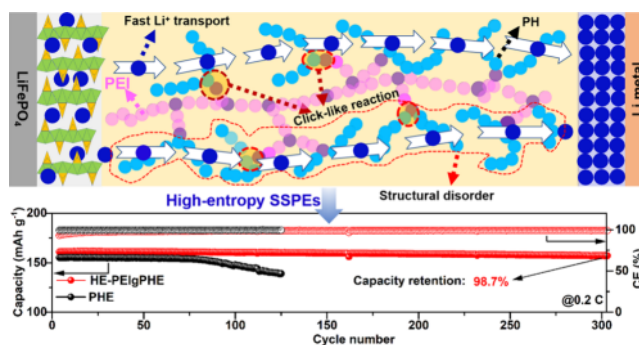 Fast Li⁺ transport
PH
LiFePO₄
PEI
Click-like reaction
Li metal
Structural disorder
High-entropy SSPEs
Capacity (mAh g⁻¹)
200
150
100
HE-PEIgPHE
PHE
Capacity retention: 98.7%
@0.2 C
100
50
0
CE (%)
0 50 100 150 200 250 300
Cycle number